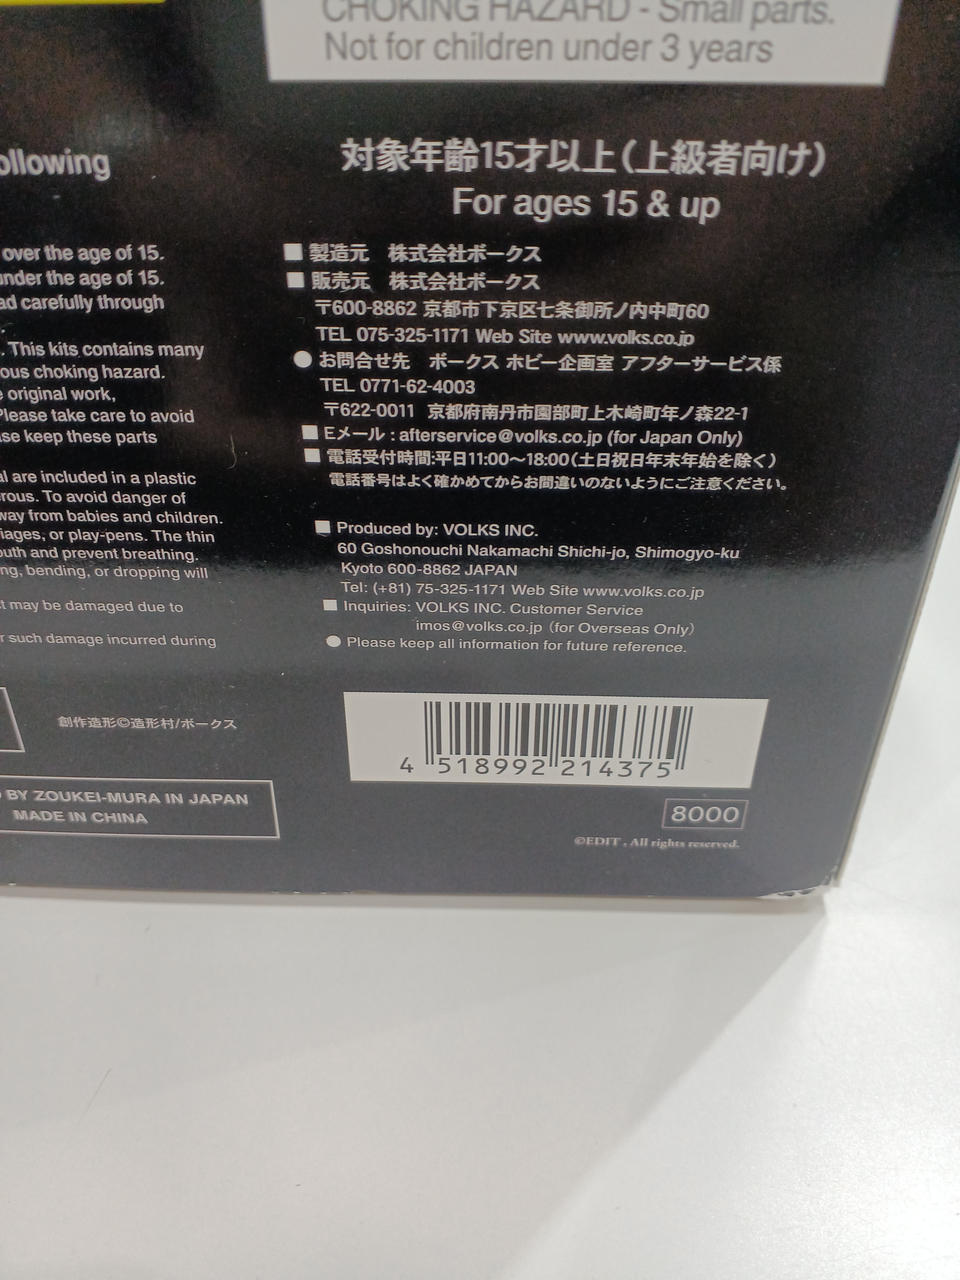 CHOKING HAZARD - Small parts.
Not for children under 3 years
ollowing
over the age of 15.
under the age of 15.
ad carefully through
. This kits contains many
ous choking hazard.
original work,
Please take care to avoid
se keep these parts
al are included in a plastic
rous. To avoid danger of
way from babies and children.
iages, or play-pens. The thin
outh and prevent breathing.
ng, bending, or dropping will
t may be damaged due to
r such damage incurred during
対象年齢15才以上(上級者向け)
For ages 15 & up
■ 製造元 株式会社ボークス
■ 販売元 株式会社ボークス
〒600-8862 京都市下京区七条御所ノ内中町60
TEL 075-325-1171 Web Site www.volks.co.jp
● お問合せ先 ボークス ホビー企画室 アフターサービス係
TEL 0771-62-4003
〒622-0011 京都府南丹市園部町上木崎町年ノ森22-1
■ Eメール : afterservice@volks.co.jp (for Japan Only)
■ 電話受付時間:平日11:00〜18:00(土日祝日年末年始を除く)
電話番号はよく確かめてからお間違いのないようにご注意ください。
■ Produced by: VOLKS INC.
60 Goshonouchi Nakamachi Shichi-jo, Shimogyo-ku
Kyoto 600-8862 JAPAN
Tel: (+81) 75-325-1171 Web Site www.volks.co.jp
■ Inquiries: VOLKS INC. Customer Service
imos@volks.co.jp (for Overseas Only)
● Please keep all information for future reference.
創作造形©造形村/ボークス
BY ZOUKEI-MURA IN JAPAN
MADE IN CHINA
4 518992 214375
8000
©EDIT . All rights reserved.